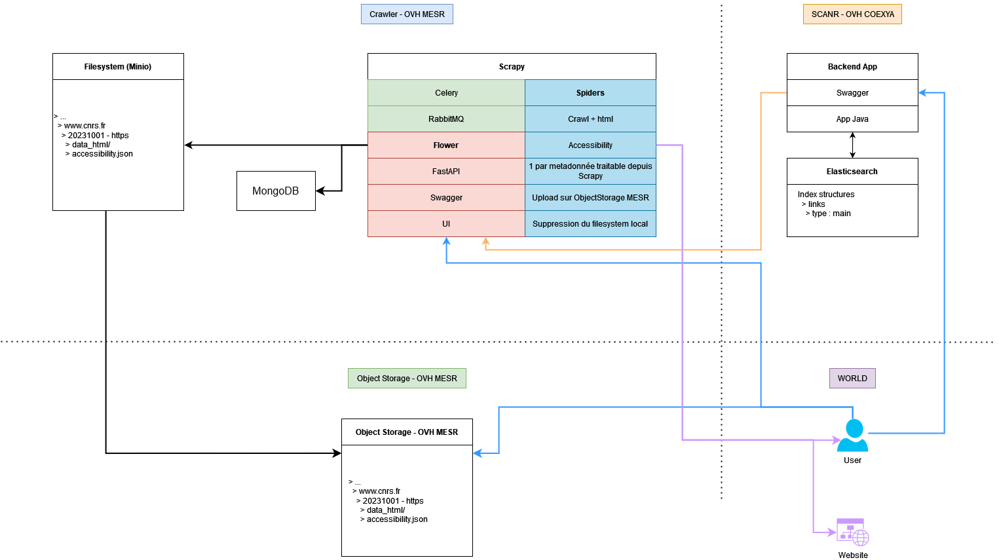 Crawler - OVH MESR
SCANR - OVH COEXYA
Filesystem (Minio)
> ...
> www.cnrs.fr
> 20231001 - https
> data_html/
> accessibility.json
MongoDB
Scrapy
Celery
Spiders
RabbitMQ
Crawl + html
Flower
Accessibility
FastAPI
1 par metadonnée traitable depuis
Scrapy
Swagger
Upload sur ObjectStorage MESR
UI
Suppression du filesystem local
Backend App
Swagger
App Java
Elasticsearch
Index structures
> links
> type : main
Object Storage - OVH MESR
WORLD
Object Storage - OVH MESR
> ...
> www.cnrs.fr
> 20231001 - https
> data_html/
> accessibility.json
User
Website